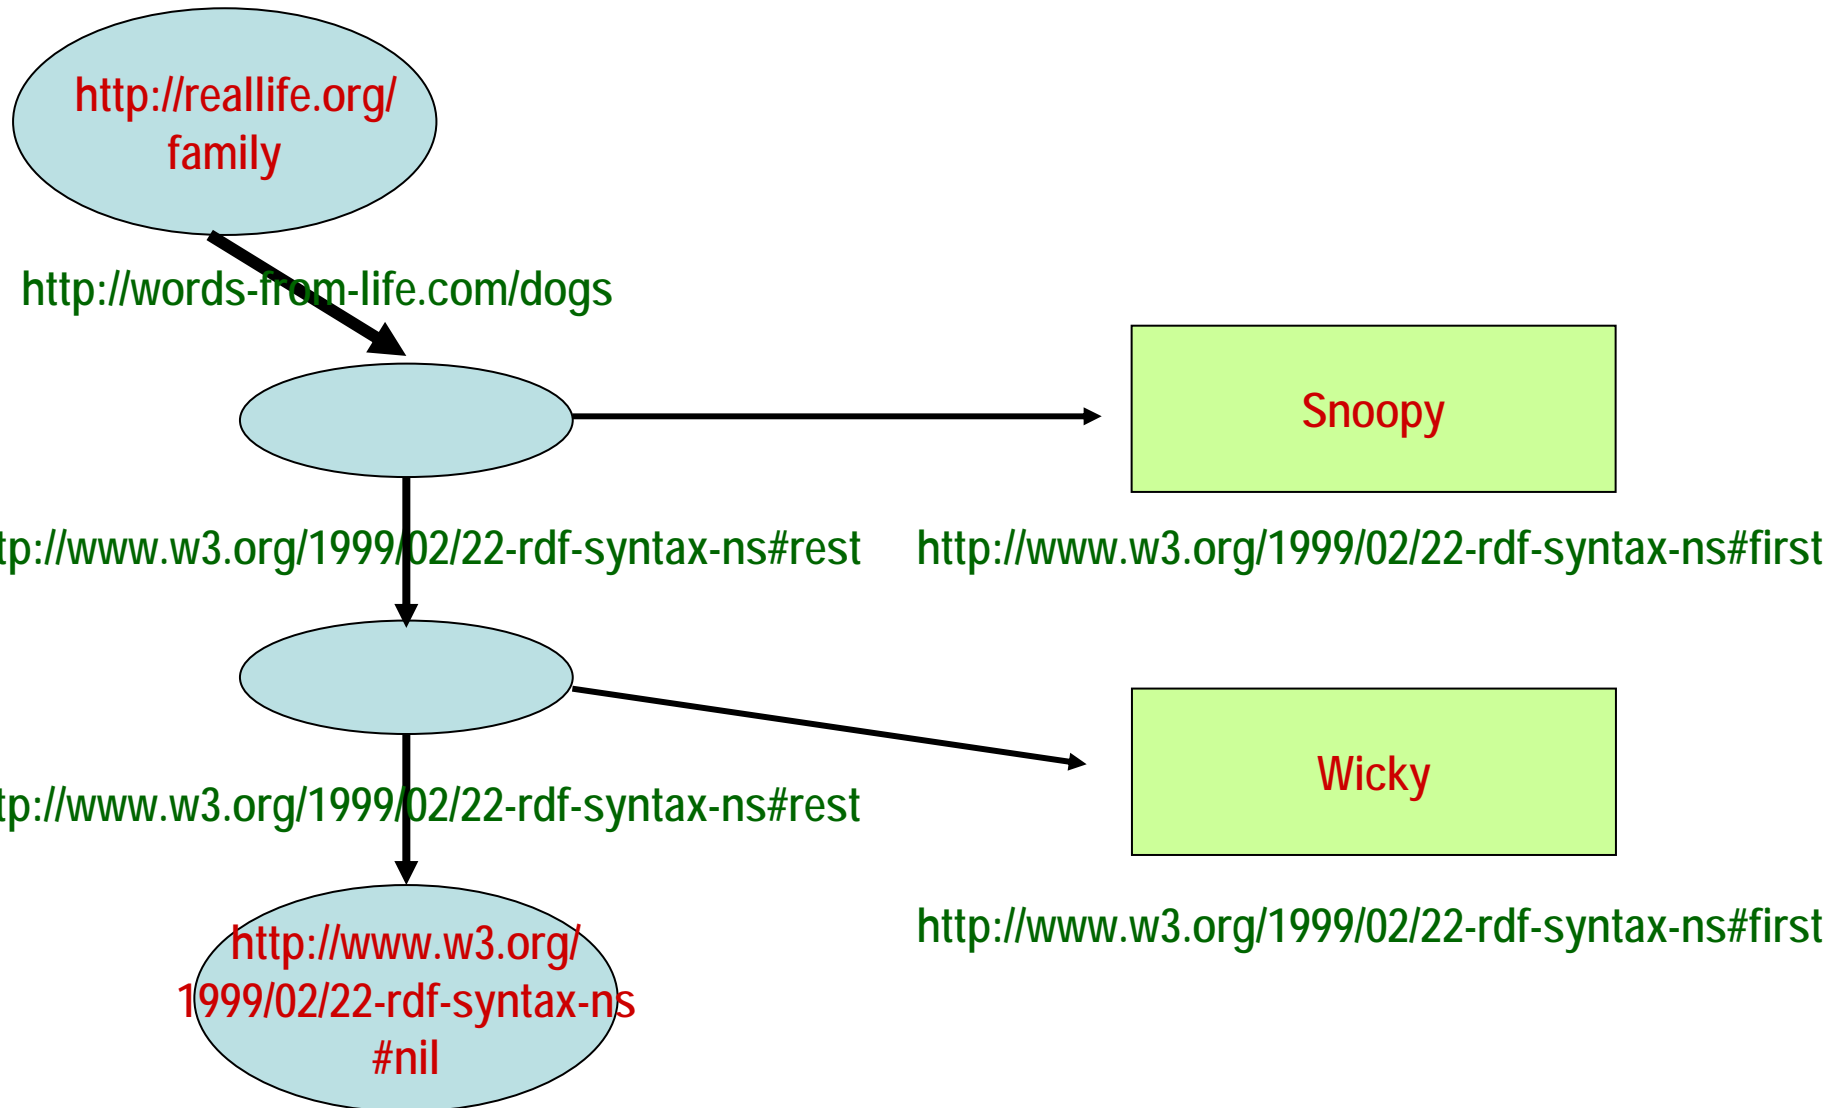 http://reallife.org/
family
http://words-from-life.com/dogs
Snoopy
tp://www.w3.org/1999/02/22-rdf-syntax-ns#rest
http://www.w3.org/1999/02/22-rdf-syntax-ns#first
Wicky
tp://www.w3.org/1999/02/22-rdf-syntax-ns#rest
http://www.w3.org/1999/02/22-rdf-syntax-ns#first
http://www.w3.org/
1999/02/22-rdf-syntax-ns
#nil